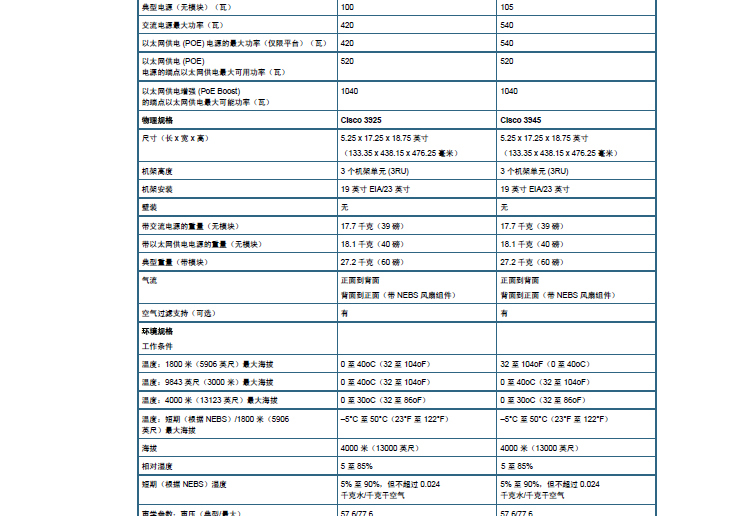 典型电源（无模块）（瓦） 100 105
交流电源最大功率（瓦） 420 540
以太网供电 (POE) 电源的最大功率（仅限平台）（瓦） 420 540
以太网供电 (POE) 520 520
电源的端点以太网供电最大可用功率（瓦）
以太网供电增强 (PoE Boost) 1040 1040
的端点以太网供电最大可能功率（瓦）
物理规格 Cisco 3925 Cisco 3945
尺寸（长 x 宽 x 高） 5.25 x 17.25 x 18.75 英寸 5.25 x 17.25 x 18.75 英寸
（133.35 x 438.15 x 476.25 毫米） （133.35 x 438.15 x 476.25 毫米）
机架高度 3 个机架单元 (3RU) 3 个机架单元 (3RU)
机架安装 19 英寸 EIA/23 英寸 19 英寸 EIA/23 英寸
壁装 无 无
带交流电源的重量（无模块） 17.7 千克（39 磅） 17.7 千克（39 磅）
带以太网供电电源的重量（无模块） 18.1 千克（40 磅） 18.1 千克（40 磅）
典型重量（带模块） 27.2 千克（60 磅） 27.2 千克（60 磅）
气流 正面到背面 正面到背面
背面到正面（带 NEBS 风扇组件） 背面到正面（带 NEBS 风扇组件）
空气过滤支持（可选） 有 有
环境规格
工作条件
温度：1800 米（5906 英尺）最大海拔 0 至 40oC（32 至 104oF） 32 至 104oF（0 至 40oC）
温度：9843 英尺（3000 米）最大海拔 0 至 40oC（32 至 104oF） 0 至 40oC（32 至 104oF）
温度：4000 米（13123 英尺）最大海拔 0 至 30oC（32 至 86oF） 0 至 30oC（32 至 86oF）
温度：短期（根据 NEBS）/1800 米（5906 –5°C 至 50°C（23°F 至 122°F） –5°C 至 50°C（23°F 至 122°F）
英尺）最大海拔
海拔 4000 米（13000 英尺） 4000 米（13000 英尺）
相对湿度 5 至 85% 5 至 85%
短期（根据 NEBS）湿度 5% 至 90%，但不超过 0.024 5% 至 90%，但不超过 0.024
千克水/千克干空气 千克水/千克干空气
声学参数：声压（典型/最大） 57.6/77.6 57.6/77.6